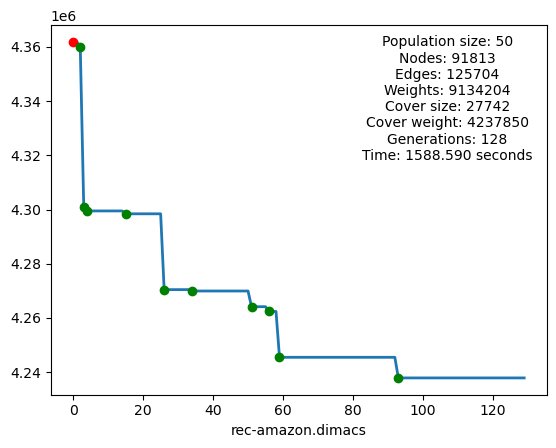 1e6
Population size: 50
Nodes: 91813
Edges: 125704
Weights: 9134204
Cover size: 27742
Cover weight: 4237850
Generations: 128
Time: 1588.590 seconds
4.36
4.34
4.32
4.30
4.28
4.26
4.24
0 20 40 60 80 100 120
rec-amazon.dimacs